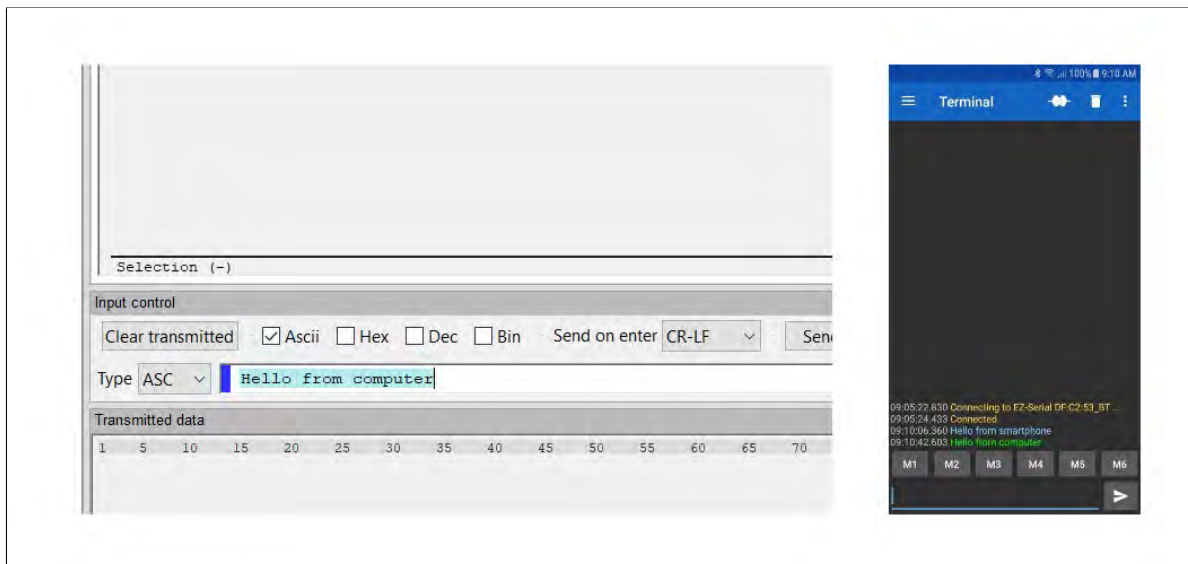 Selection (-)
Input control
Clear transmitted Ascii Hex Dec Bin Send on enter CR-LF Sen
Type ASC Hello from computer
Transmitted data
1 5 10 15 20 25 30 35 40 45 50 55 60 65 70
100% 9:10 AM
Terminal
09:05:22.830 Connecting to EZ-Serial DF:C2:53_BT ...
09:05:24.433 Connected
09:10:06.360 Hello from smartphone
09:10:42.603 Hello from computer
M1 M2 M3 M4 M5 M6